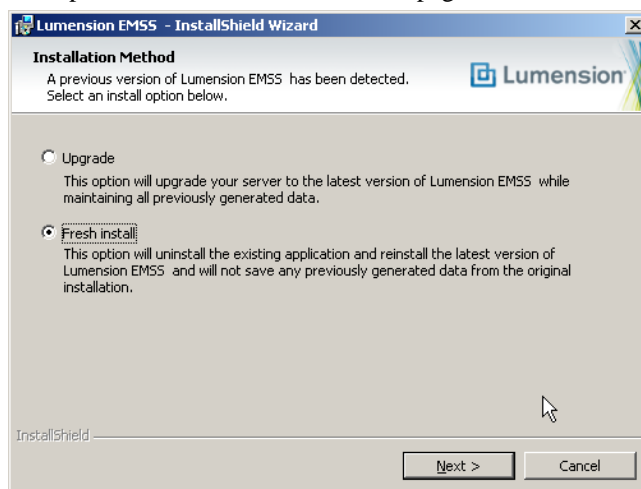 Lumension EMSS - InstallShield Wizard
Installation Method
A previous version of Lumension EMSS has been detected.
Select an install option below.
Lumension
Upgrade
This option will upgrade your server to the latest version of Lumension EMSS while
maintaining all previously generated data.
Fresh install
This option will uninstall the existing application and reinstall the latest version of
Lumension EMSS and will not save any previously generated data from the original
installation.
InstallShield
Next >
Cancel